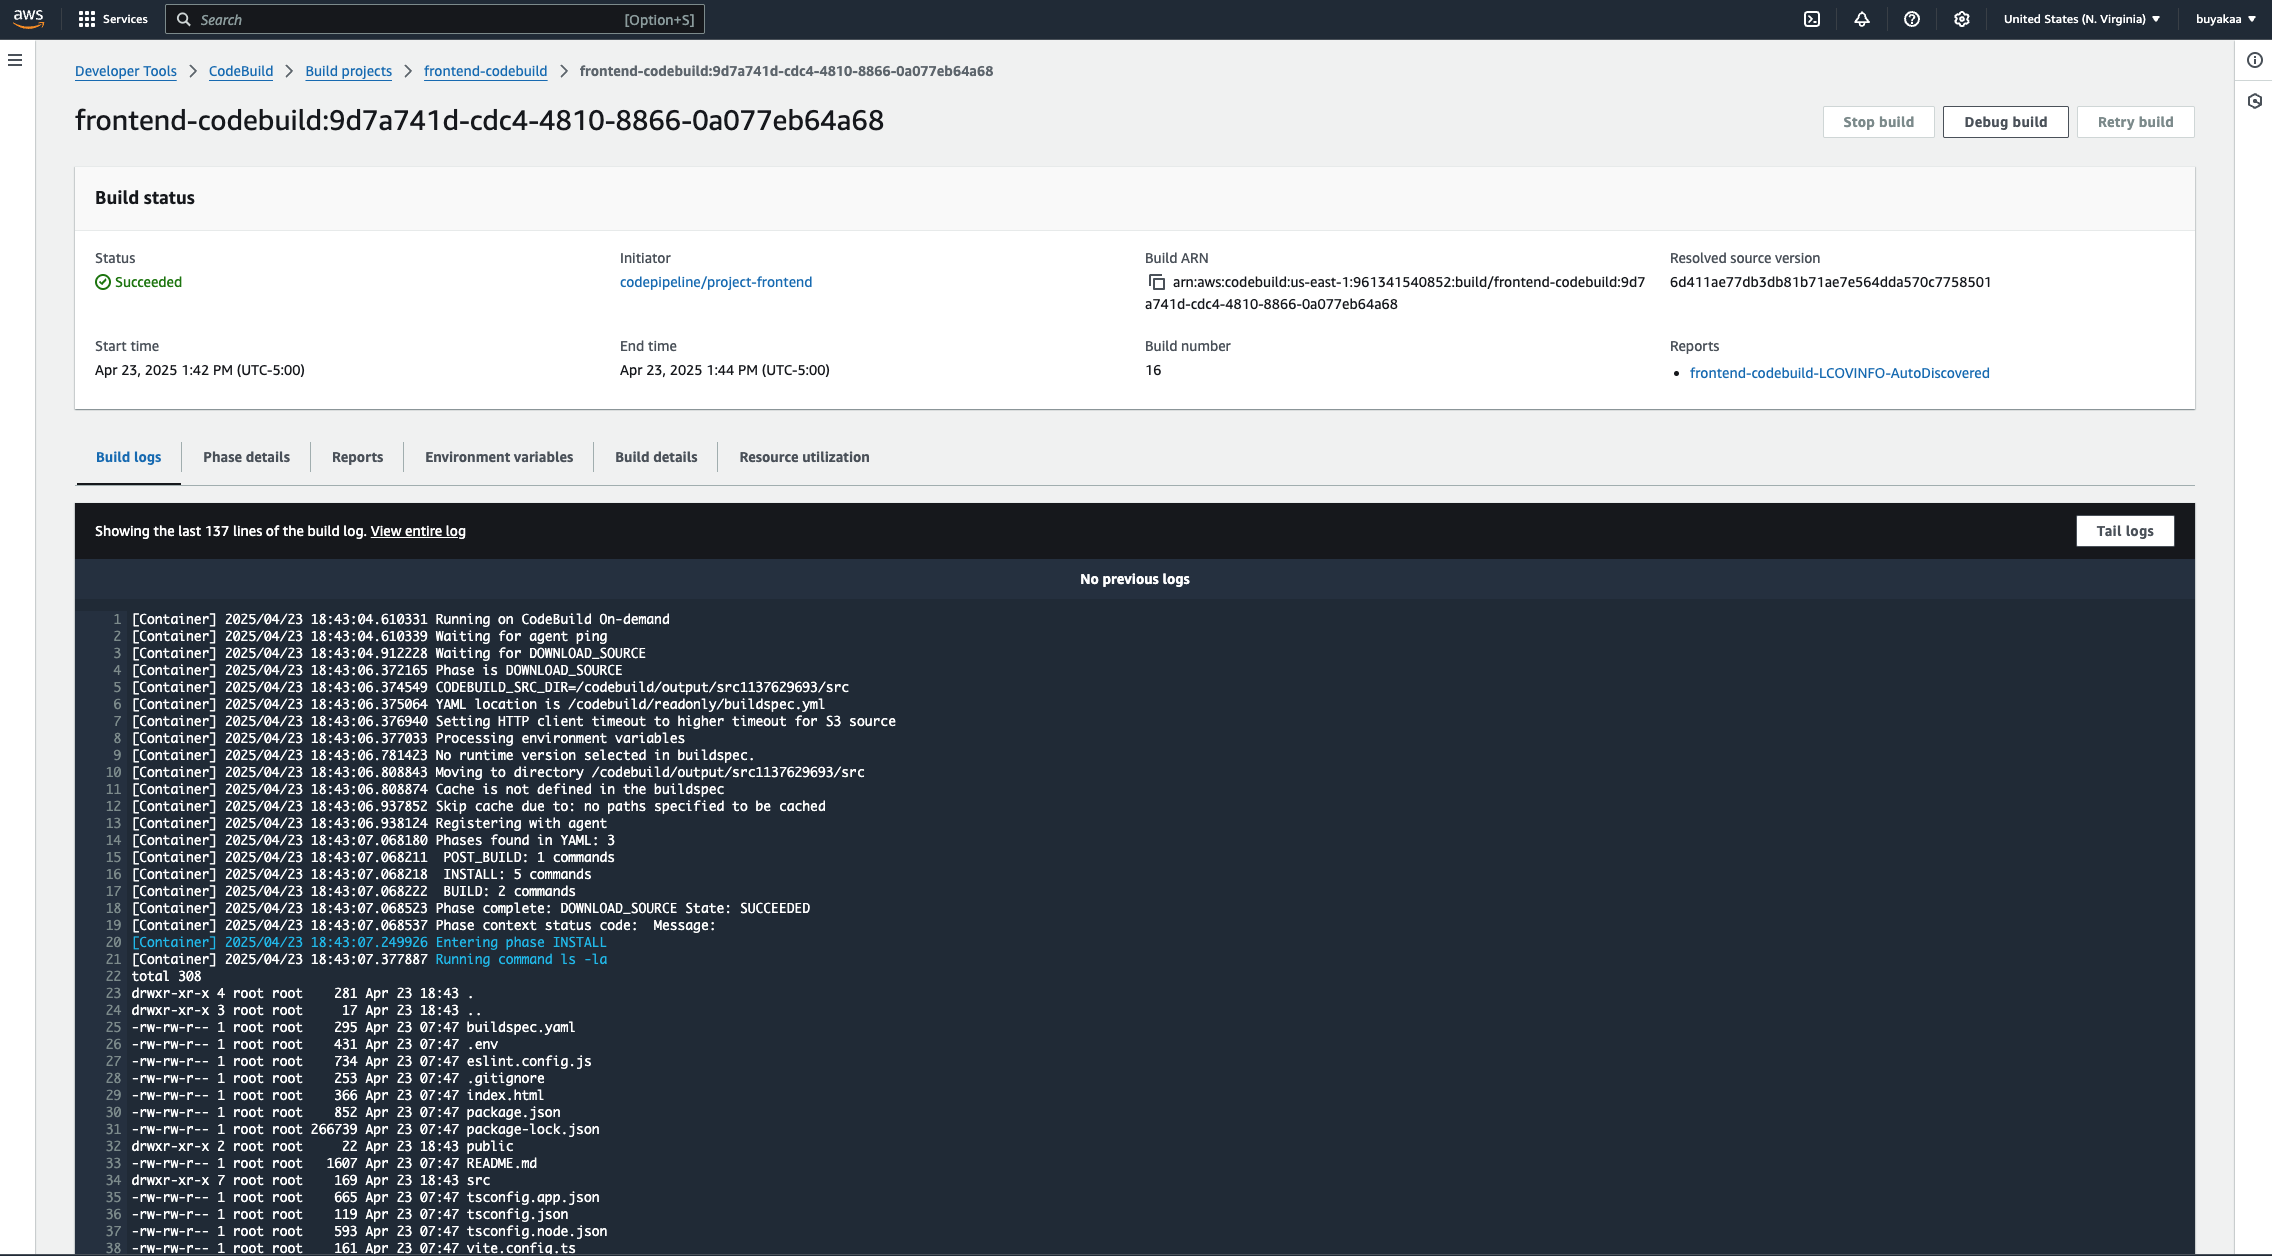 aws
Services
Search
[Option+S]
United States (N. Virginia)
buyakaa
Developer Tools
CodeBuild
Build projects
frontend-codebuild
frontend-codebuild:9d7a741d-cdc4-4810-8866-0a077eb64a68
frontend-codebuild:9d7a741d-cdc4-4810-8866-0a077eb64a68
Stop build
Debug build
Retry build
Build status
Status
Succeeded
Initiator
codepipeline/project-frontend
Build ARN
arn:aws:codebuild:us-east-1:961341540852:build/frontend-codebuild:9d7
a741d-cdc4-4810-8866-0a077eb64a68
Resolved source version
6d411ae77db3db81b71ae7e564dda570c7758501
Start time
Apr 23, 2025 1:42 PM (UTC-5:00)
End time
Apr 23, 2025 1:44 PM (UTC-5:00)
Build number
16
Reports
frontend-codebuild-LCOVINFO-AutoDiscovered
Build logs
Phase details
Reports
Environment variables
Build details
Resource utilization
Showing the last 137 lines of the build log. View entire log
Tail logs
No previous logs
1 [Container] 2025/04/23 18:43:04.610331 Running on CodeBuild On-demand
2 [Container] 2025/04/23 18:43:04.610339 Waiting for agent ping
3 [Container] 2025/04/23 18:43:04.912228 Waiting for DOWNLOAD_SOURCE
4 [Container] 2025/04/23 18:43:06.372165 Phase is DOWNLOAD_SOURCE
5 [Container] 2025/04/23 18:43:06.374549 CODEBUILD_SRC_DIR=/codebuild/output/src1137629693/src
6 [Container] 2025/04/23 18:43:06.375064 YAML location is /codebuild/readonly/buildspec.yml
7 [Container] 2025/04/23 18:43:06.376940 Setting HTTP client timeout to higher timeout for S3 source
8 [Container] 2025/04/23 18:43:06.377033 Processing environment variables
9 [Container] 2025/04/23 18:43:06.781423 No runtime version selected in buildspec.
10 [Container] 2025/04/23 18:43:06.808843 Moving to directory /codebuild/output/src1137629693/src
11 [Container] 2025/04/23 18:43:06.808874 Cache is not defined in the buildspec
12 [Container] 2025/04/23 18:43:06.937852 Skip cache due to: no paths specified to be cached
13 [Container] 2025/04/23 18:43:06.938124 Registering with agent
14 [Container] 2025/04/23 18:43:07.068180 Phases found in YAML: 3
15 [Container] 2025/04/23 18:43:07.068211  POST_BUILD: 1 commands
16 [Container] 2025/04/23 18:43:07.068218  INSTALL: 5 commands
17 [Container] 2025/04/23 18:43:07.068222  BUILD: 2 commands
18 [Container] 2025/04/23 18:43:07.068523 Phase complete: DOWNLOAD_SOURCE State: SUCCEEDED
19 [Container] 2025/04/23 18:43:07.068537 Phase context status code:  Message:
20 [Container] 2025/04/23 18:43:07.249926 Entering phase INSTALL
21 [Container] 2025/04/23 18:43:07.377887 Running command ls -la
22 total 308
23 drwxr-xr-x 4 root root    281 Apr 23 18:43 .
24 drwxr-xr-x 3 root root     17 Apr 23 18:43 ..
25 -rw-rw-r-- 1 root root    295 Apr 23 07:47 buildspec.yaml
26 -rw-rw-r-- 1 root root    431 Apr 23 07:47 .env
27 -rw-rw-r-- 1 root root    734 Apr 23 07:47 eslint.config.js
28 -rw-rw-r-- 1 root root    253 Apr 23 07:47 .gitignore
29 -rw-rw-r-- 1 root root    366 Apr 23 07:47 index.html
30 -rw-rw-r-- 1 root root    852 Apr 23 07:47 package.json
31 -rw-rw-r-- 1 root root 266739 Apr 23 07:47 package-lock.json
32 drwxr-xr-x 2 root root     22 Apr 23 18:43 public
33 -rw-rw-r-- 1 root root   1607 Apr 23 07:47 README.md
34 drwxr-xr-x 7 root root    169 Apr 23 18:43 src
35 -rw-rw-r-- 1 root root    665 Apr 23 07:47 tsconfig.app.json
36 -rw-rw-r-- 1 root root    119 Apr 23 07:47 tsconfig.json
37 -rw-rw-r-- 1 root root    593 Apr 23 07:47 tsconfig.node.json
38 -rw-rw-r-- 1 root root    161 Apr 23 07:47 vite.config.ts